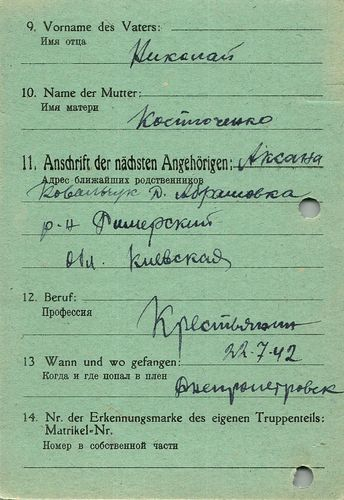 9. Vorname des Vaters:
Имя отца
Николай
10. Name der Mutter:
Имя матери
Костюченко
11. Anschrift der nächsten Angehörigen: Аксана
Адрес ближайших родственников
Ковальчук д. Абрамовка
р-н Димерский
обл. Киевская
12. Beruf:
Профессия
Крестьянин
22.7.42
13 Wann und wo gefangen:
Когда и где попал в плен
Днепропетровск
14. Nr. der Erkennungsmarke des eigenen Truppenteils:
Matrikel-Nr.
Номер в собственной части